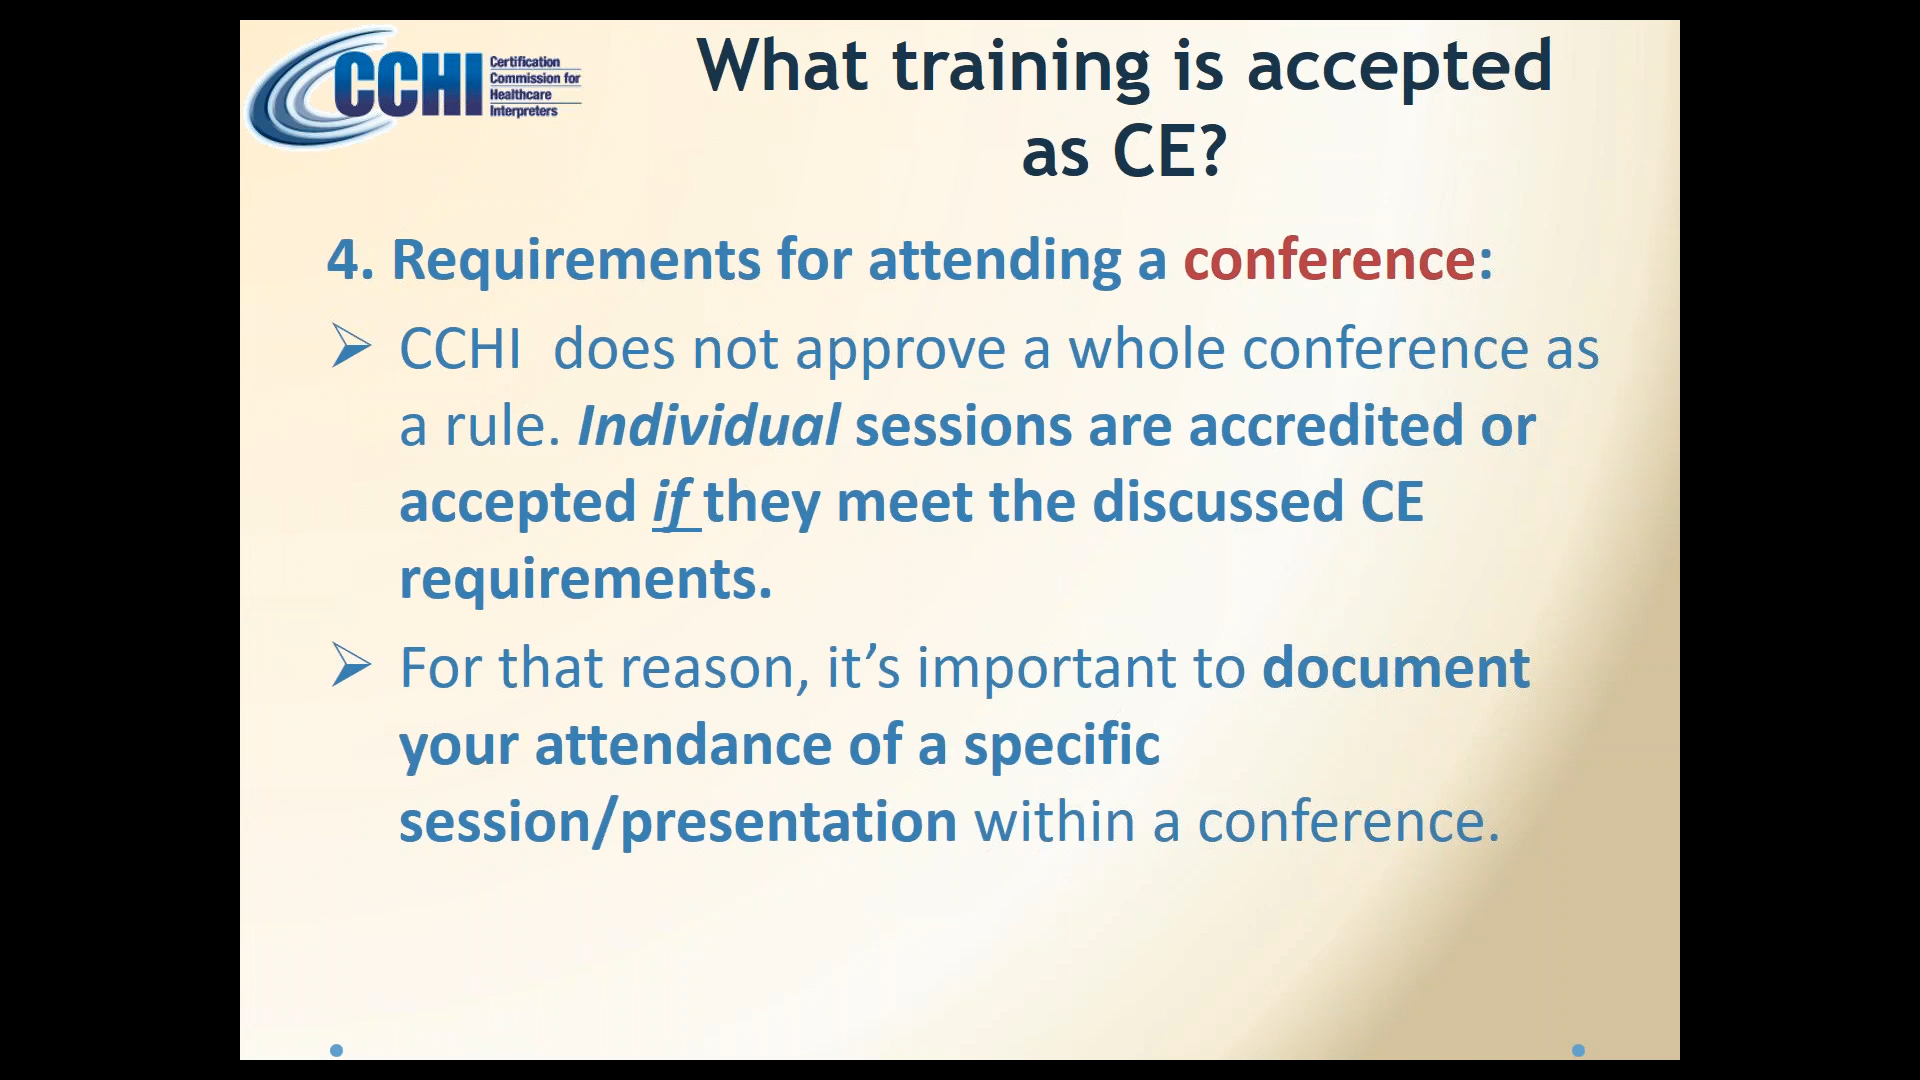 CCHI
Certification
Commission for
Healthcare
Interpreters
What training is accepted
as CE?
4. Requirements for attending a conference:
CCHI  does not approve a whole conference as
a rule. Individual sessions are accredited or
accepted if they meet the discussed CE
requirements.
For that reason, it’s important to document
your attendance of a specific
session/presentation within a conference.